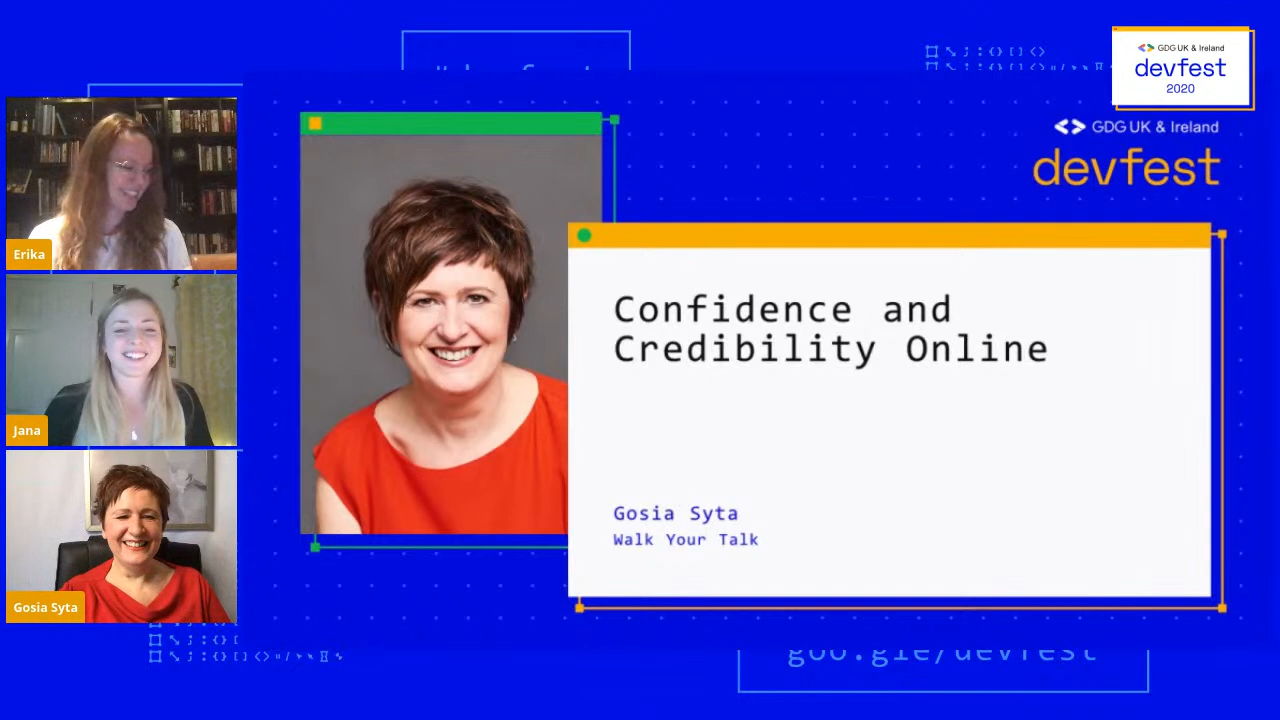 GDG UK & Ireland
devfest
2020
GDG UK & Ireland
devfest
Erika
Jana
Gosia Syta
Confidence and
Credibility Online
Gosia Syta
Walk Your Talk
goo.gle/devfest